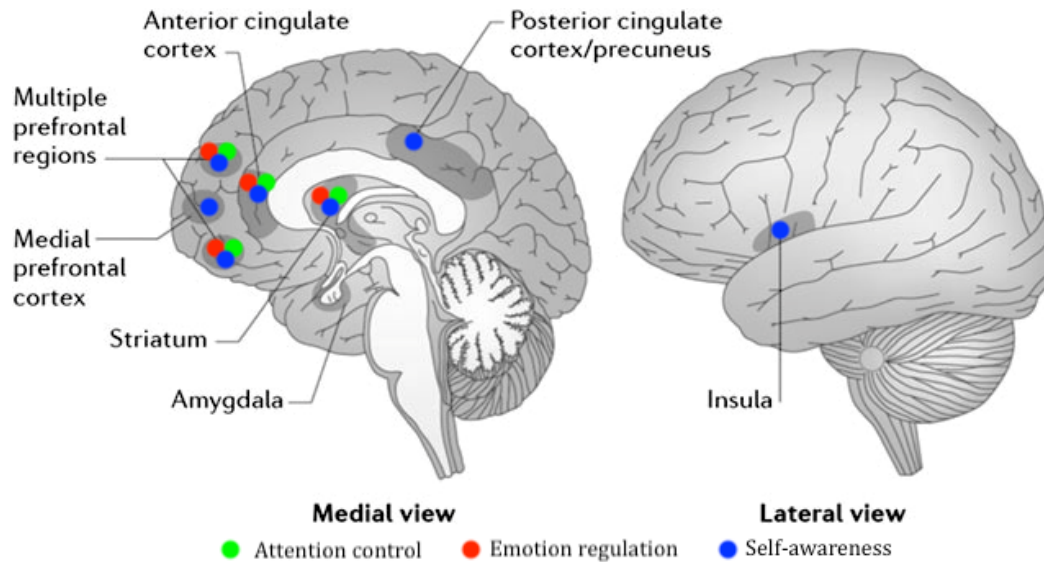 Anterior cingulate
cortex
Posterior cingulate
cortex/precuneus
Multiple
prefrontal
regions
Medial
prefrontal
cortex
Striatum
Amygdala
Insula
Medial view
Lateral view
Attention control
Emotion regulation
Self-awareness